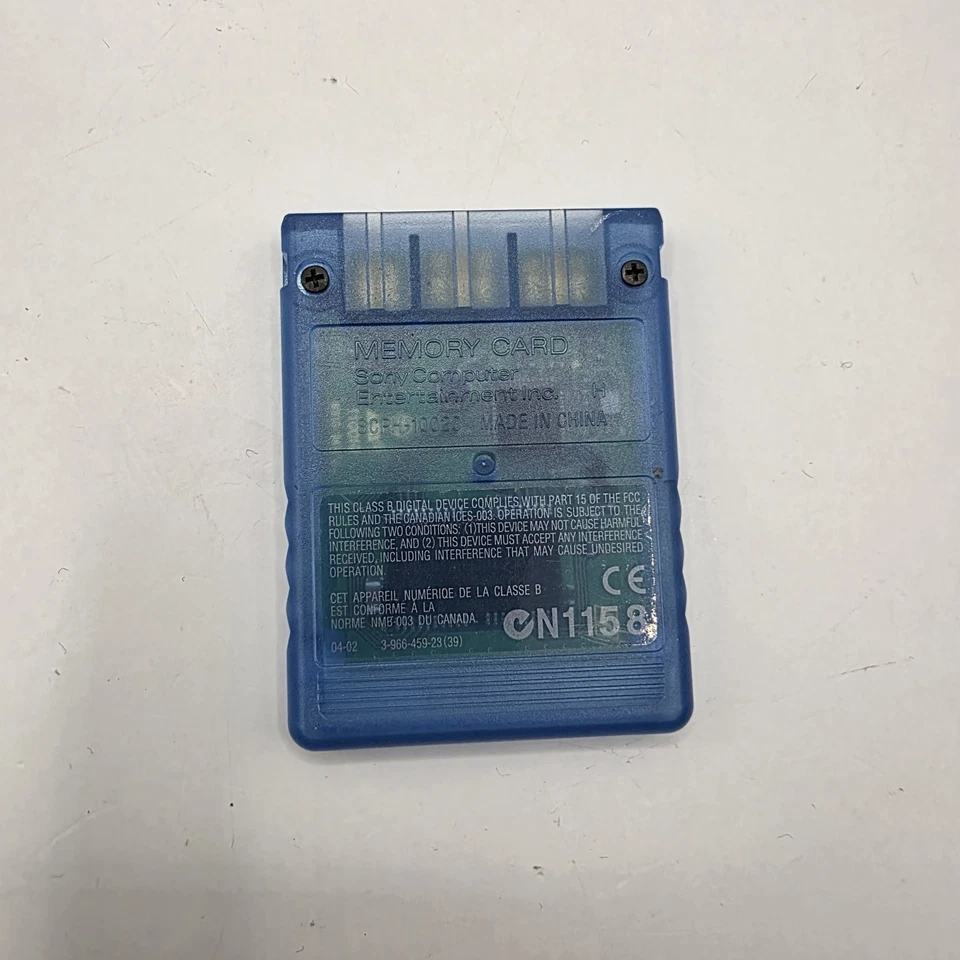 MEMORY CARD
Sony Computer
Entertainment Inc. H
SCPH-10020 MADE IN CHINA
THIS CLASS B DIGITAL DEVICE COMPLIES WITH PART 15 OF THE FCC
RULES AND THE CANADIAN ICES-003. OPERATION IS SUBJECT TO THE
FOLLOWING TWO CONDITIONS: (1)THIS DEVICE MAY NOT CAUSE HARMFUL
INTERFERENCE, AND (2) THIS DEVICE MUST ACCEPT ANY INTERFERENCE
RECEIVED, INCLUDING INTERFERENCE THAT MAY CAUSE UNDESIRED
OPERATION.
CE
CET APPAREIL NUMÉRIQE DE LA CLASSE B
EST CONFORME À LA
NORME NMB-003 DU CANADA.
N1158
04-02 3-966-459-23(39)